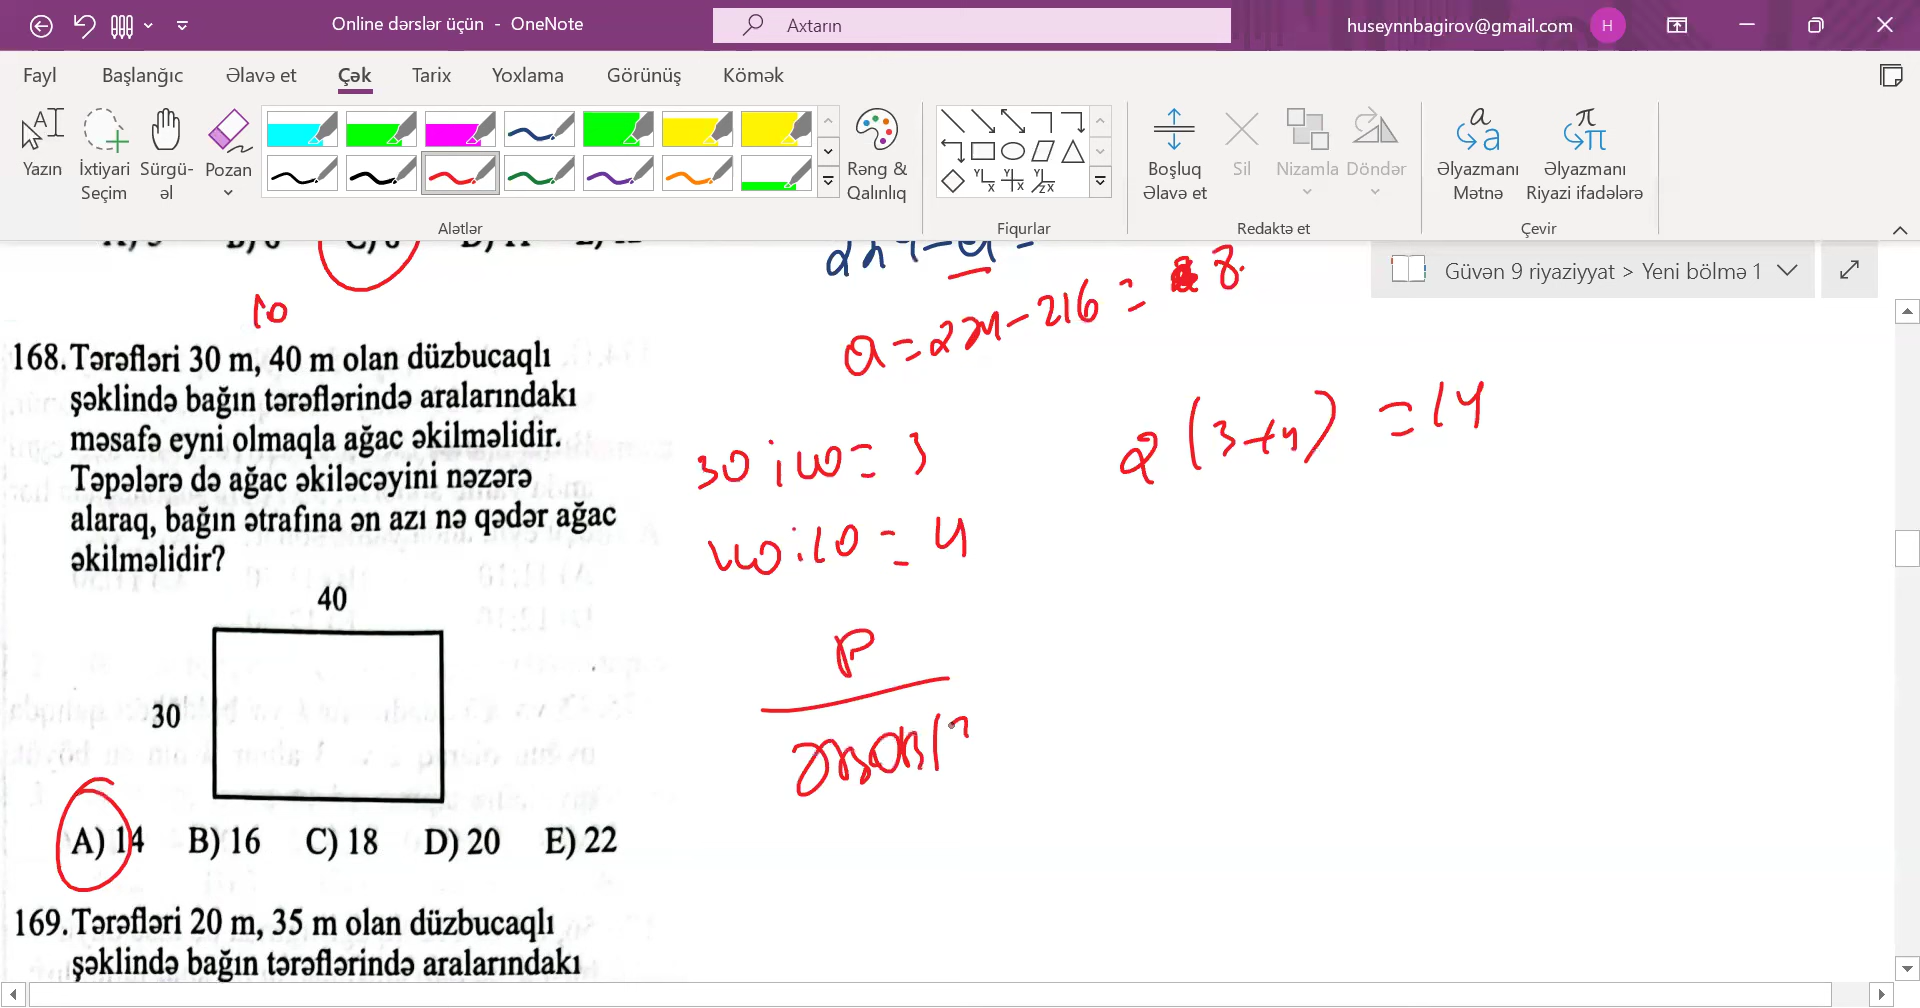 Online dərslər üçün - OneNote
Axtarın
huseynnbagirov@gmail.com
H
Fayl Başlanğıc Əlavə et Çək Tarix Yoxlama Görünüş Kömək
Yazın
İxtiyari Seçim
Sürgü-əl
Pozan
Rəng & Qalınlıq
Boşluq Əlavə et
Sil
Nizamla
Döndər
Əlyazmanı Mətnə
Əlyazmanı Riyazi ifadələrə
Alətlər
Fiqurlar
Redaktə et
Çevir
Güvən 9 riyaziyyat > Yeni bölmə 1
a = 224 - 216 = 8.
10
168. Tərəfləri 30 m, 40 m olan düzbucaqlı
şəklində bağın tərəflərində aralarındakı
məsafə eyni olmaqla ağac əkilməlidir.
Təpələrə də ağac əkiləcəyini nəzərə
alaraq, bağın ətrafına ən azı nə qədər ağac
əkilməlidir?
30 : 10 = 3
2 (3+4) = 14
40 : 10 = 4
40
30
P
ƏBOB
A) 14 B) 16 C) 18 D) 20 E) 22
169. Tərəfləri 20 m, 35 m olan düzbucaqlı
şəklində bağın tərəflərində aralarındakı